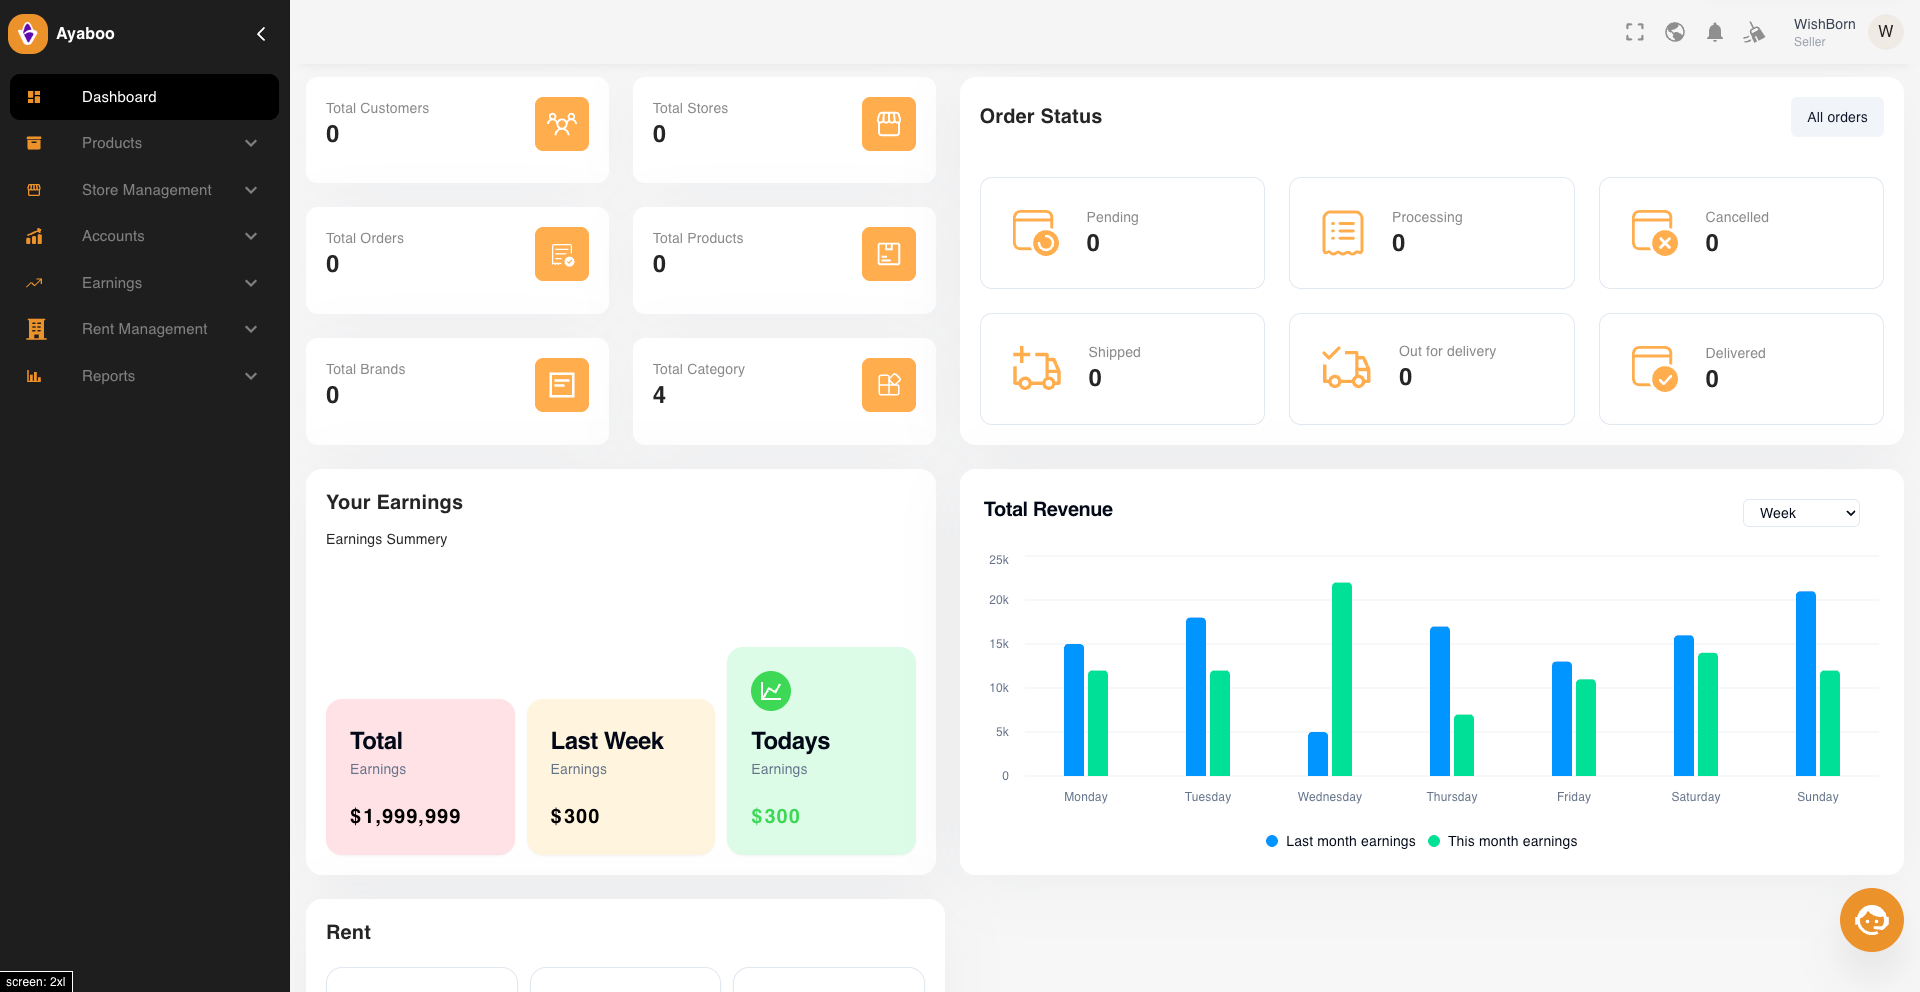 Ayaboo
Dashboard
Products
Store Management
Accounts
Earnings
Rent Management
Reports
screen: 2xl
WishBorn
Seller
W
Total Customers
0
Total Stores
0
Total Orders
0
Total Products
0
Total Brands
0
Total Category
4
Order Status
All orders
Pending
0
Processing
0
Cancelled
0
Shipped
0
Out for delivery
0
Delivered
0
Your Earnings
Earnings Summery
Total
Earnings
$1,999,999
Last Week
Earnings
$300
Todays
Earnings
$300
Total Revenue
Week
25k
20k
15k
10k
5k
0
Monday Tuesday Wednesday Thursday Friday Saturday Sunday
Last month earnings This month earnings
Rent